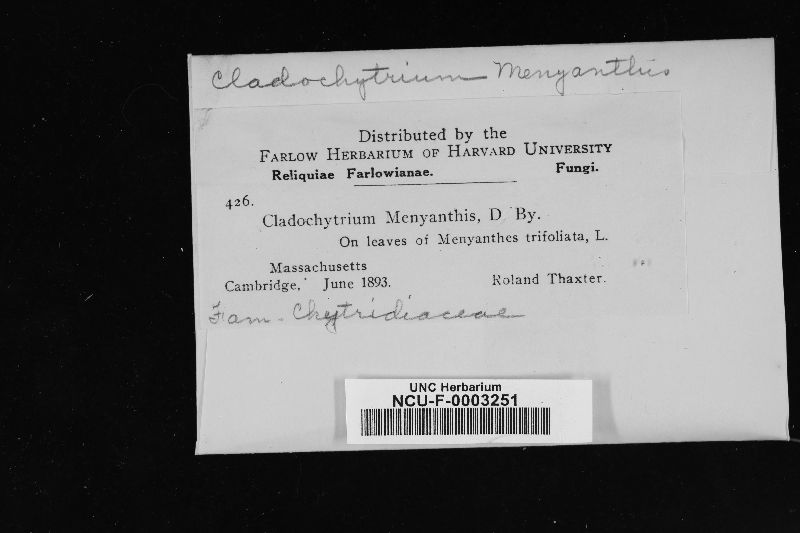 Cladochytrium Menyanthis
Distributed by the
FARLOW HERBARIUM OF HARVARD UNIVERSITY
Reliquiae Farlowianae. Fungi.
426.
Cladochytrium Menyanthis, D By.
On leaves of Menyanthes trifoliata, L.
Massachusetts
Cambridge, June 1893. Roland Thaxter.
Fam- Chytridiaceae
UNC Herbarium
NCU-F-0003251